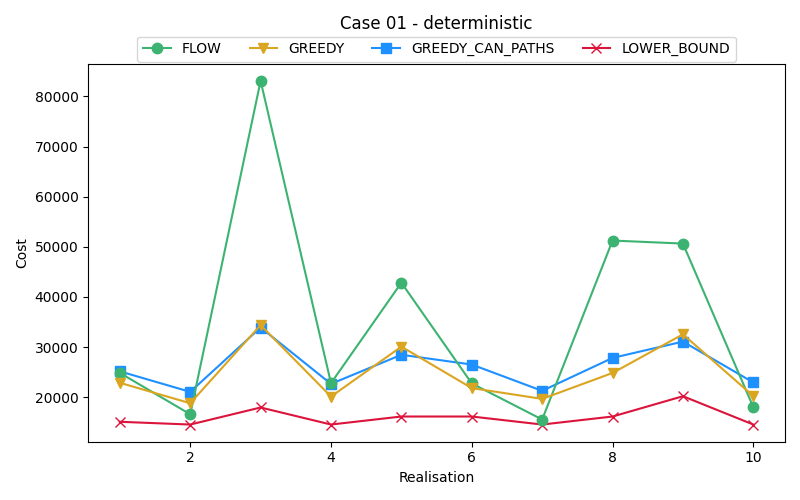 Case 01 - deterministic
FLOW GREEDY GREEDY_CAN_PATHS LOWER_BOUND
80000
70000
60000
50000
40000
30000
20000
Cost
2 4 6 8 10
Realisation